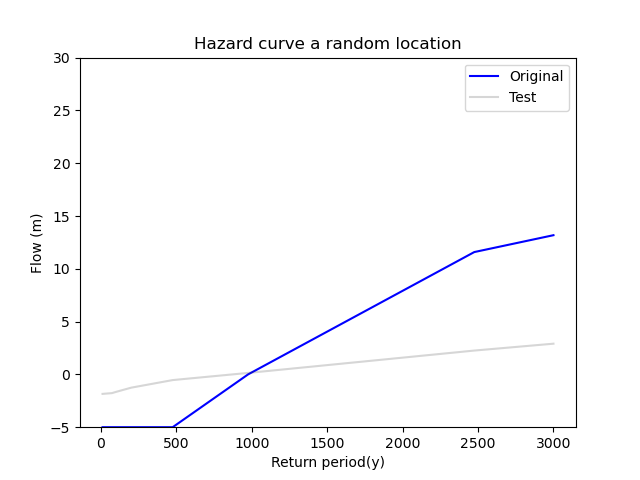 Hazard curve a random location
Original
Test
Flow (m)
30
25
20
15
10
5
0
−5
0 500 1000 1500 2000 2500 3000
Return period(y)